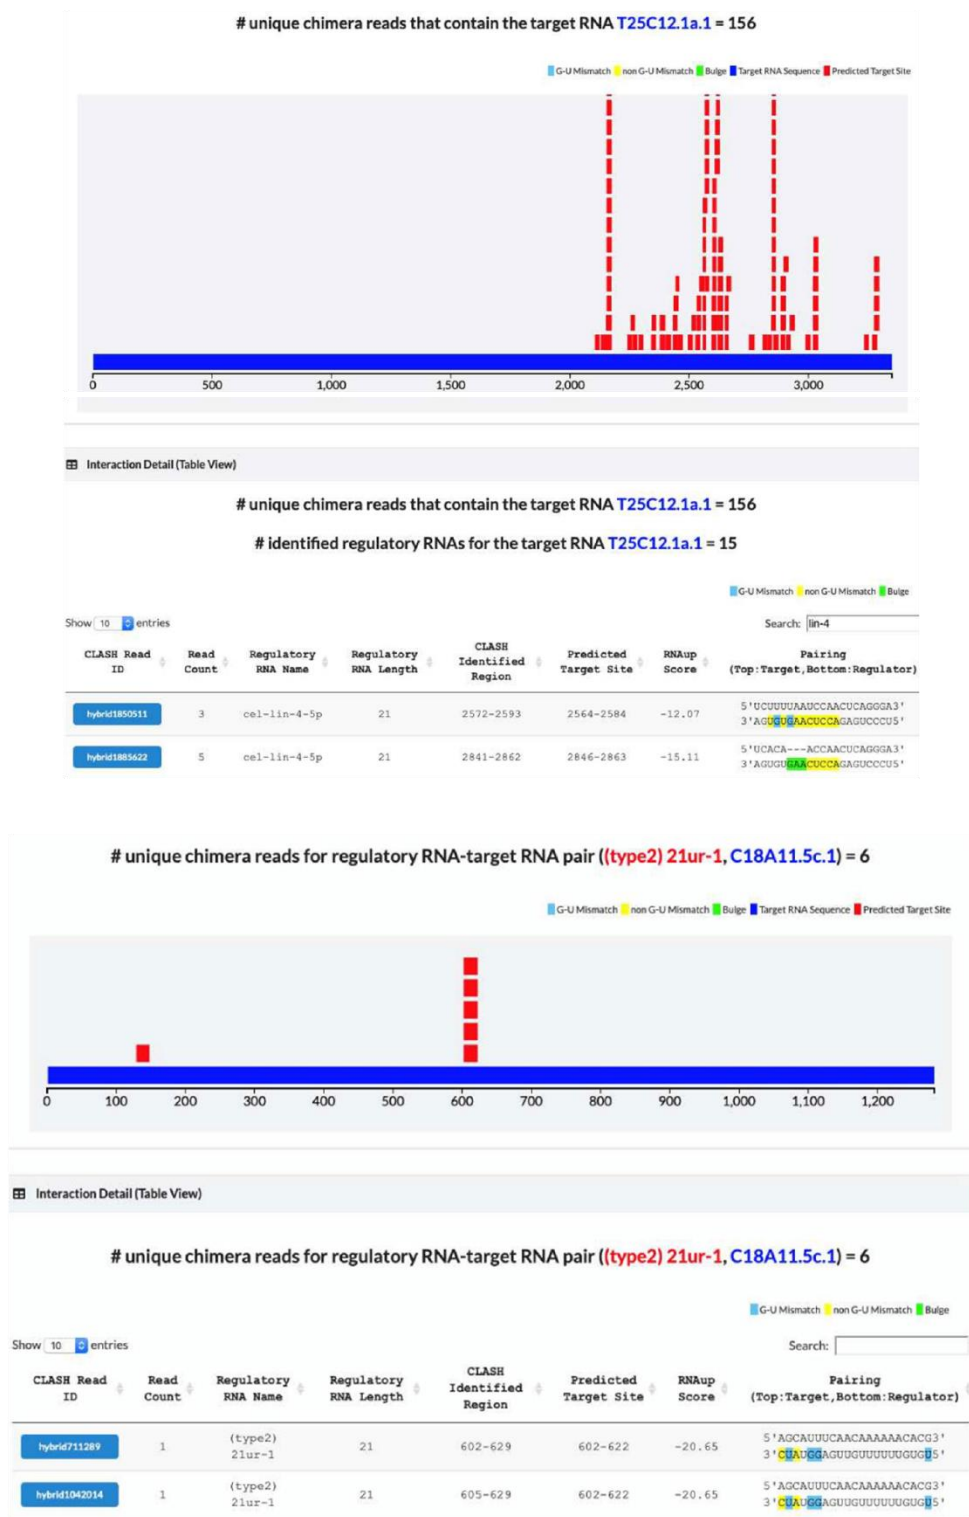 # unique chimera reads that contain the target RNA T25C12.1a.1 = 156
G-U Mismatch non G-U Mismatch Bulge Target RNA Sequence Predicted Target Site
0 500 1,000 1,500 2,000 2,500 3,000
Interaction Detail (Table View)
# unique chimera reads that contain the target RNA T25C12.1a.1 = 156
# identified regulatory RNAs for the target RNA T25C12.1a.1 = 15
G-U Mismatch non G-U Mismatch Bulge
Show 10 entries Search: lin-4
CLASH Read ID Read Count Regulatory RNA Name Regulatory RNA Length CLASH Identified Region Predicted Target Site RNAup Score Pairing (Top:Target,Bottom:Regulator)
5'UCUUUUAAUCCAACUCAGGGA3'
hybrid1850511 3 cel-lin-4-5p 21 2572-2593 2564-2584 -12.07
3'AGUGUGAACUCCAGAGUCCCU5'
5'UCACA---ACCAACUCAGGGA3'
hybrid1885622 5 cel-lin-4-5p 21 2841-2862 2846-2863 -15.11
3'AGUGUGAACUCCAGAGUCCCU5'
# unique chimera reads for regulatory RNA-target RNA pair ((type2) 21ur-1, C18A11.5c.1) = 6
G-U Mismatch non G-U Mismatch Bulge Target RNA Sequence Predicted Target Site
0 100 200 300 400 500 600 700 800 900 1,000 1,100 1,200
Interaction Detail (Table View)
# unique chimera reads for regulatory RNA-target RNA pair ((type2) 21ur-1, C18A11.5c.1) = 6
G-U Mismatch non G-U Mismatch Bulge
Show 10 entries Search:
CLASH Read ID Read Count Regulatory RNA Name Regulatory RNA Length CLASH Identified Region Predicted Target Site RNAup Score Pairing (Top:Target,Bottom:Regulator)
5'AGCAUUUCAACAAAAAACACG3'
hybrid711289 1 (type2) 21ur-1 21 602-629 602-622 -20.65
3'CUAUGGAGUUGUUUUUUGUGU5'
5'AGCAUUUCAACAAAAAACACG3'
hybrid1042014 1 (type2) 21ur-1 21 605-629 602-622 -20.65
3'CUAUGGAGUUGUUUUUUGUGU5'